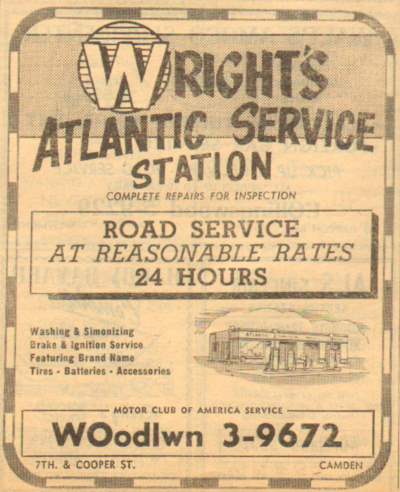 WRIGHT'S
ATLANTIC SERVICE
STATION
COMPLETE REPAIRS FOR INSPECTION
ROAD SERVICE
AT REASONABLE RATES
24 HOURS
Washing & Simonizing
Brake & Ignition Service
Featuring Brand Name
Tires - Batteries - Accessories
ATLANTIC
MOTOR CLUB OF AMERICA SERVICE
WOodlwn 3-9672
7TH. & COOPER ST. CAMDEN